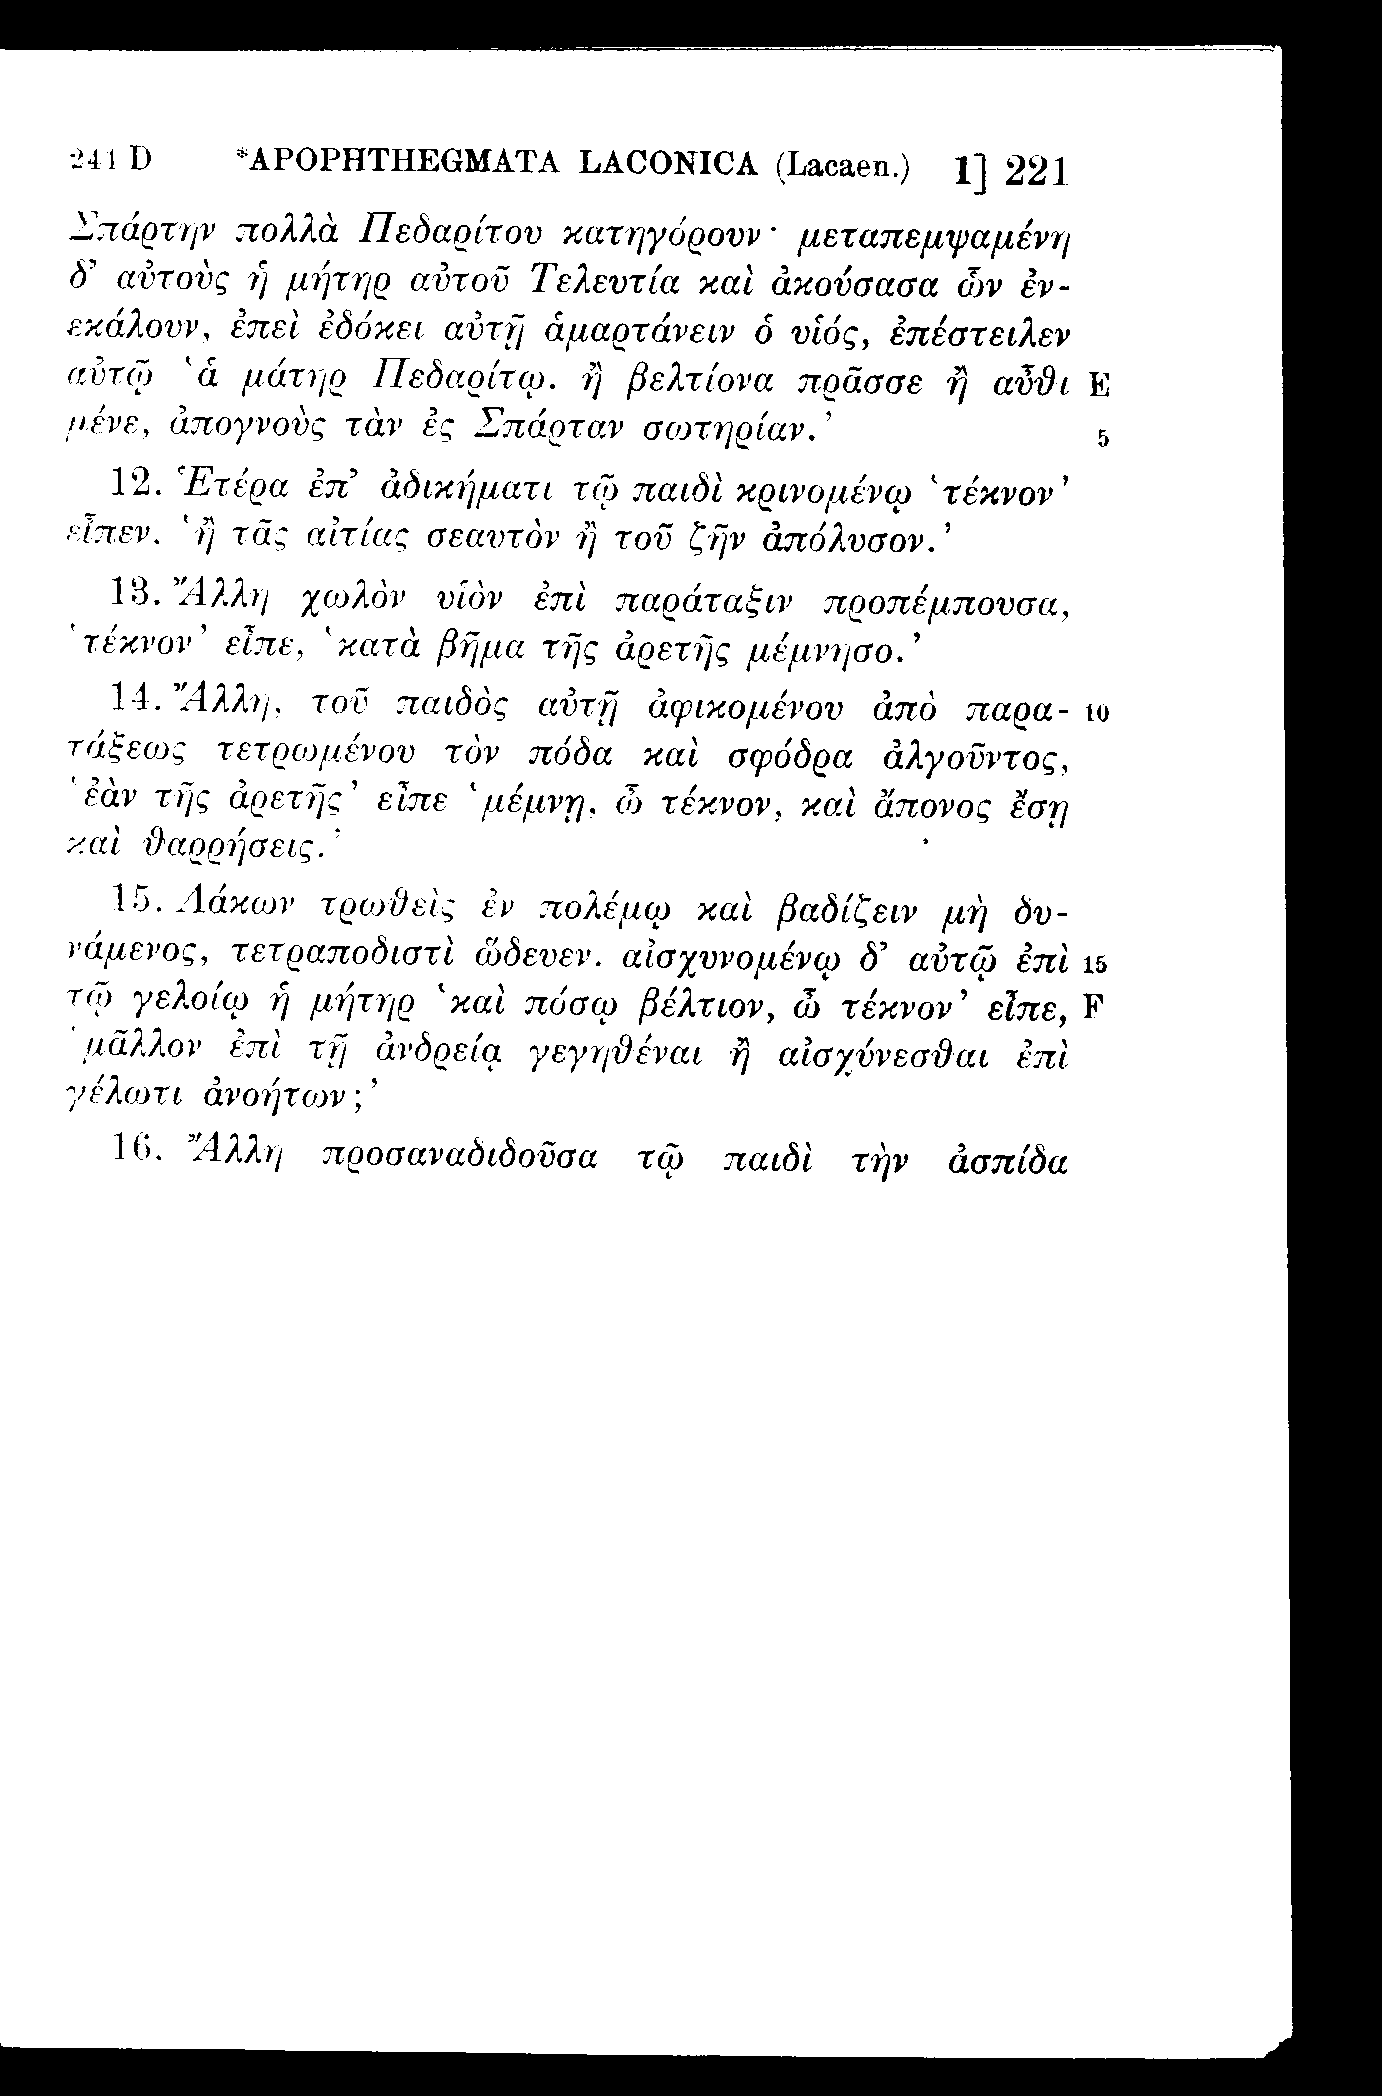 241 D *APOPHTHEGMATA LACONICA (Lacaen.) 1] 221
Σπάρτην πολλὰ Πεδαρίτου κατηγόρουν· μεταπεμψαμένη
δ’ αὐτοὺς ἡ μήτηρ αὐτοῦ Τελευτία καὶ ἀκούσασα ὧν ἐν-
εκάλουν, ἐπεὶ ἐδόκει αὐτῇ ἁμαρτάνειν ὁ υἱός, ἐπέστειλεν
αὐτῷ ‘ἁ μάτηρ Πεδαρίτῳ. ἢ βελτίονα πρᾶσσε ἢ αὖθι E
μένε, ἀπογνοὺς τὰν ἐς Σπάρταν σωτηρίαν.’ 5
12. Ἑτέρα ἐπ’ ἀδικήματι τῷ παιδὶ κρινομένῳ ‘τέκνον’
εἶπεν. ‘ἢ τᾶς αἰτίας σεαυτὸν ἢ τοῦ ζῆν ἀπόλυσον.’
13. Ἄλλη χωλὸν υἱὸν ἐπὶ παράταξιν προπέμπουσα,
‘τέκνον’ εἶπε, ‘κατὰ βῆμα τῆς ἀρετῆς μέμνησο.’
14. Ἄλλη, τοῦ παιδὸς αὐτῇ ἀφικομένου ἀπὸ παρα- 10
τάξεως τετρωμένου τὸν πόδα καὶ σφόδρα ἀλγοῦντος,
‘ἐὰν τῆς ἀρετῆς’ εἶπε ‘μέμνῃ, ὦ τέκνον, καὶ ἄπονος ἔσῃ
καὶ θαρρήσεις.’
15. Λάκων τρωθεὶς ἐν πολέμῳ καὶ βαδίζειν μὴ δυ-
νάμενος, τετραποδιστὶ ὥδευεν. αἰσχυνομένῳ δ’ αὐτῷ ἐπὶ 15
τῷ γελοίῳ ἡ μήτηρ ‘καὶ πόσῳ βέλτιον, ὦ τέκνον’ εἶπε, F
‘μᾶλλον ἐπὶ τῇ ἀνδρείᾳ γεγηθέναι ἢ αἰσχύνεσθαι ἐπὶ
γέλωτι ἀνοήτων;’
16. Ἄλλη προσαναδιδοῦσα τῷ παιδὶ τὴν ἀσπίδα